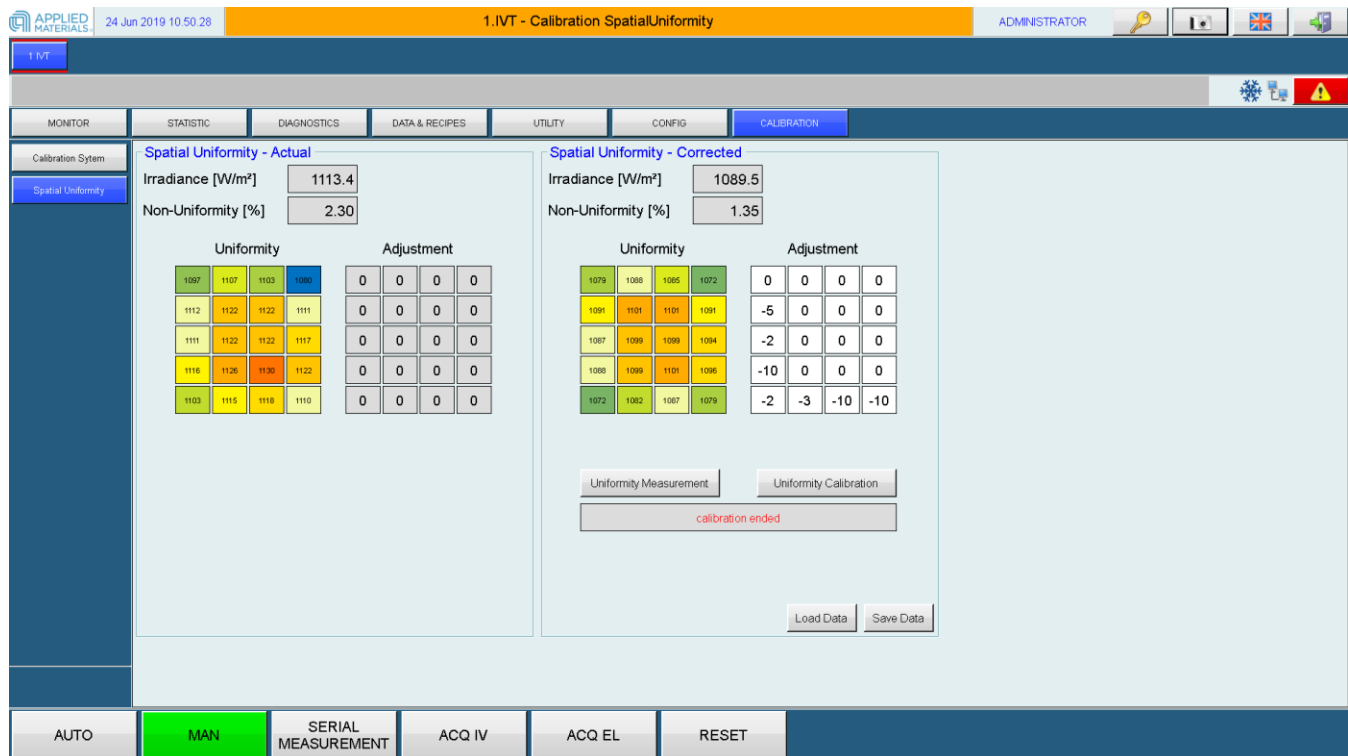 APPLIED MATERIALS.
24 Jun 2019 10.50.28
1.IVT - Calibration SpatialUniformity
ADMINISTRATOR
1 IVT
MONITOR STATISTIC DIAGNOSTICS DATA & RECIPES UTILITY CONFIG CALIBRATION
Calibration Sytem
Spatial Uniformity
Spatial Uniformity - Actual
Irradiance [W/m²] 1113.4
Non-Uniformity [%] 2.30
Uniformity Adjustment
1097 1107 1103 1080 0 0 0 0
1112 1122 1122 1111 0 0 0 0
1111 1122 1122 1117 0 0 0 0
1116 1126 1130 1122 0 0 0 0
1103 1115 1118 1110 0 0 0 0
Spatial Uniformity - Corrected
Irradiance [W/m²] 1089.5
Non-Uniformity [%] 1.35
Uniformity Adjustment
1079 1088 1085 1072 0 0 0 0
1091 1101 1101 1091 -5 0 0 0
1087 1099 1099 1094 -2 0 0 0
1088 1099 1101 1096 -10 0 0 0
1072 1082 1087 1079 -2 -3 -10 -10
Uniformity Measurement Uniformity Calibration
calibration ended
Load Data Save Data
AUTO MAN SERIAL MEASUREMENT ACQ IV ACQ EL RESET